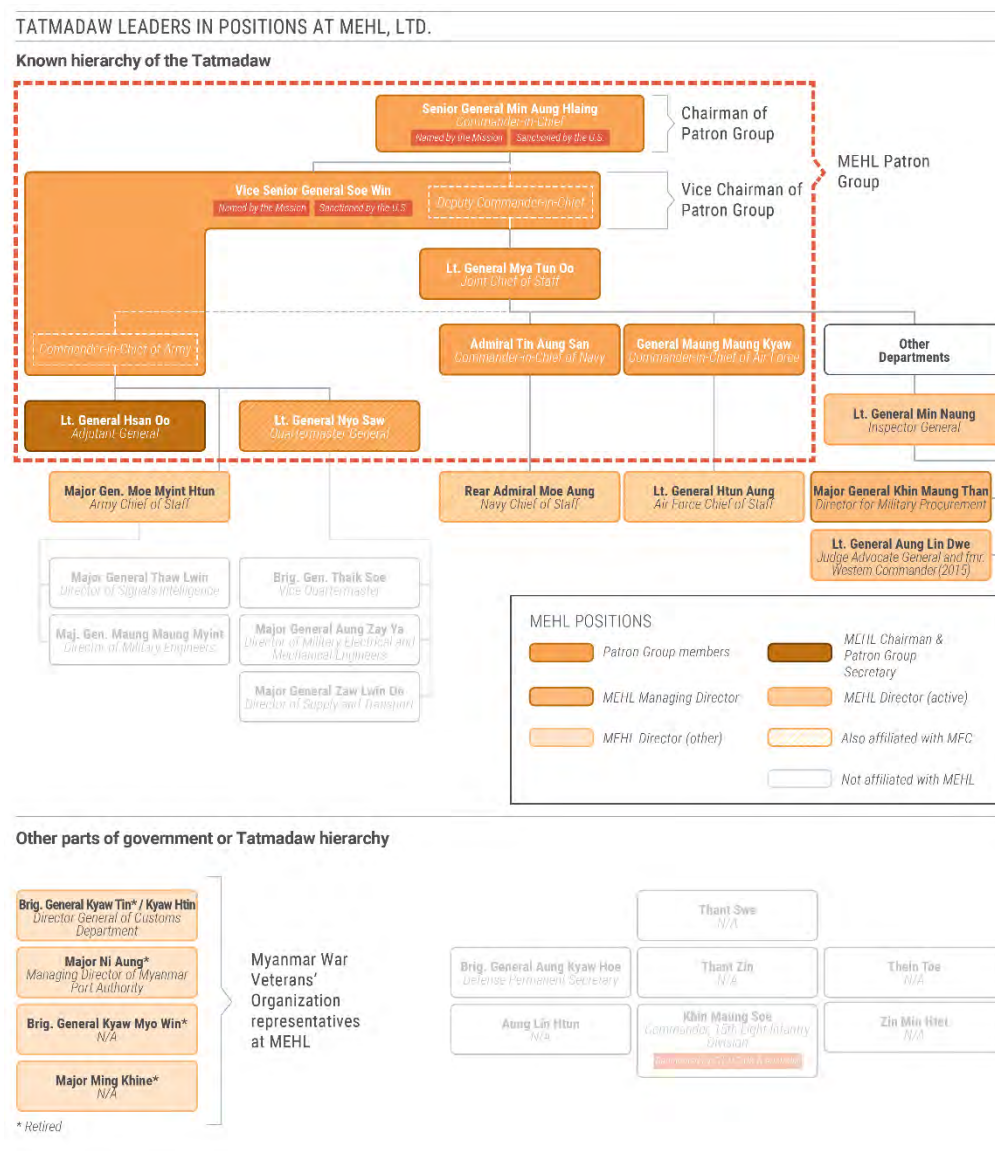 TATMADAW LEADERS IN POSITIONS AT MEHL, LTD.
Known hierarchy of the Tatmadaw
Senior General Min Aung Hlaing
Commander-in-Chief
Named by the Mission
Sanctioned by the U.S.
Chairman of
Patron Group
MEHL Patron
Group
Vice Senior General Soe Win
Named by the Mission
Sanctioned by the U.S.
Deputy Commander-in-Chief
Vice Chairman of
Patron Group
Lt. General Mya Tun Oo
Joint Chief of Staff
Commander-in-Chief of Army
Admiral Tin Aung San
Commander-in-Chief of Navy
General Maung Maung Kyaw
Commander-in-Chief of Air Force
Other
Departments
Lt. General Hsan Oo
Adjutant-General
Lt. General Nyo Saw
Quartermaster General
Lt. General Min Naung
Inspector General
Major Gen. Moe Myint Htun
Army Chief of Staff
Rear Admiral Moe Aung
Navy Chief of Staff
Lt. General Htun Aung
Air Force Chief of Staff
Major General Khin Maung Than
Director for Military Procurement
Lt. General Aung Lin Dwe
Judge Advocate General and fmr.
Western Commander (2015)
Major General Thaw Lwin
Director of Signals Intelligence
Brig. Gen. Thaik Soe
Vice Quartermaster
Maj. Gen. Maung Maung Myint
Director of Military Engineers
Major General Aung Zay Ya
Director of Military Electrical and
Mechanical Engineers
Major General Zaw Lwin Oo
Director of Supply and Transport
MEHL POSITIONS
Patron Group members
MEHL Chairman &
Patron Group
Secretary
MEHL Managing Director
MEHL Director (active)
MEHL Director (other)
Also affiliated with MEC
Not affiliated with MEHL
Other parts of government or Tatmadaw hierarchy
Brig. General Kyaw Tin* / Kyaw Htin
Director General of Customs
Department
Major Ni Aung*
Managing Director of Myanmar
Port Authority
Brig. General Kyaw Myo Win*
N/A
Major Ming Khine*
N/A
* Retired
Myanmar War
Veterans'
Organization
representatives
at MEHL
Thant Swe
N/A
Brig. General Aung Kyaw Hoe
Defense Permanent Secretary
Thant Zin
N/A
Thein Toe
N/A
Aung Lin Htun
N/A
Khin Maung Soe
Commander, 15th Light Infantry
Division
Zin Min Htet
N/A